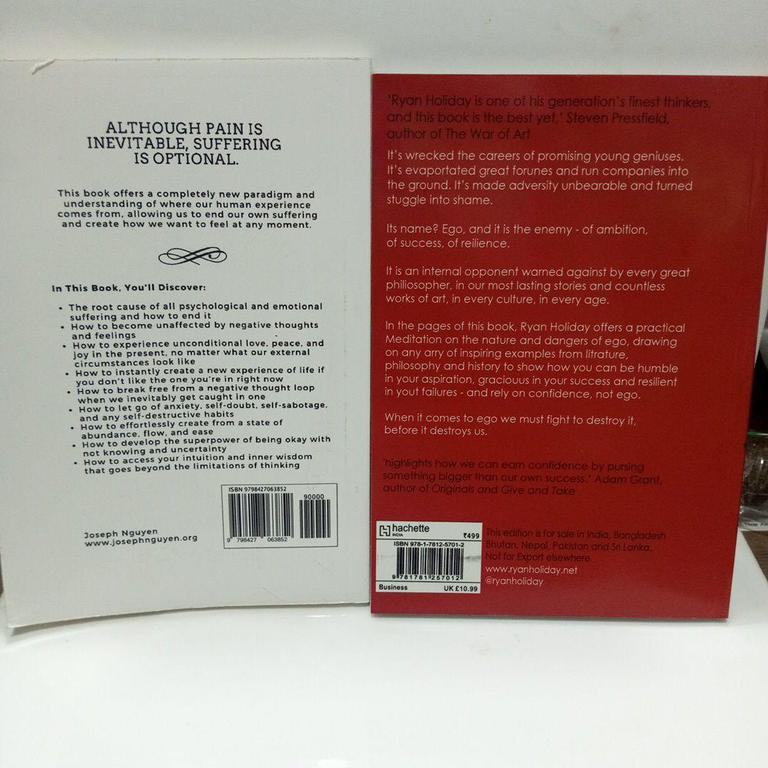 ALTHOUGH PAIN IS
INEVITABLE, SUFFERING
IS OPTIONAL.
This book offers a completely new paradigm and
understanding of where our human experience
comes from, allowing us to end our own suffering
and create how we want to feel at any moment.
In This Book, You'll Discover:
• The root cause of all psychological and emotional
suffering and how to end it
• How to become unaffected by negative thoughts
and feelings
• How to experience unconditional love, peace, and
joy in the present, no matter what our external
circumstances look like
• How to instantly create a new experience of life if
you don't like the one you're in right now
• How to break free from a negative thought loop
when we inevitably get caught in one
• How to let go of anxiety, self-doubt, self-sabotage,
and any self-destructive habits
• How to effortlessly create from a state of
abundance, flow, and ease
• How to develop the superpower of being okay with
not knowing and uncertainty
• How to access your intuition and inner wisdom
that goes beyond the limitations of thinking
Joseph Nguyen
www.josephnguyen.org
ISBN 9798427063852
90000
9 798427 063852
'Ryan Holiday is one of his generation's finest thinkers,
and this book is the best yet,' Steven Pressfield,
author of The War of Art
It's wrecked the careers of promising young geniuses.
It's evaportated great forunes and run companies into
the ground. It's made adversity unbearable and turned
stuggle into shame.
Its name? Ego, and it is the enemy - of ambition,
of success, of reilience.
It is an internal opponent warned against by every great
philosopher, in our most lasting stories and countless
works of art, in every culture, in every age.
In the pages of this book, Ryan Holiday offers a practical
Meditation on the nature and dangers of ego, drawing
on any arry of inspiring examples from litrature,
philosophy and history to show how you can be humble
in your aspiration, gracious in your success and resilient
in yout failures - and rely on confidence, not ego.
When it comes to ego we must fight to destroy it,
before it destroys us.
'highlights how we can earn confidence by pursing
something bigger than our own success.' Adam Grant,
author of Originals and Give and Take
hachette
INDIA
₹499
ISBN 978-1-7812-5701-2
9 781781 257012
Business
UK £10.99
This edition is for sale in India, Bangladesh
Bhutan, Nepal, Pakistan and Sri Lanka.
Not for Export elsewhere
www.ryanholiday.net
@ryanholiday